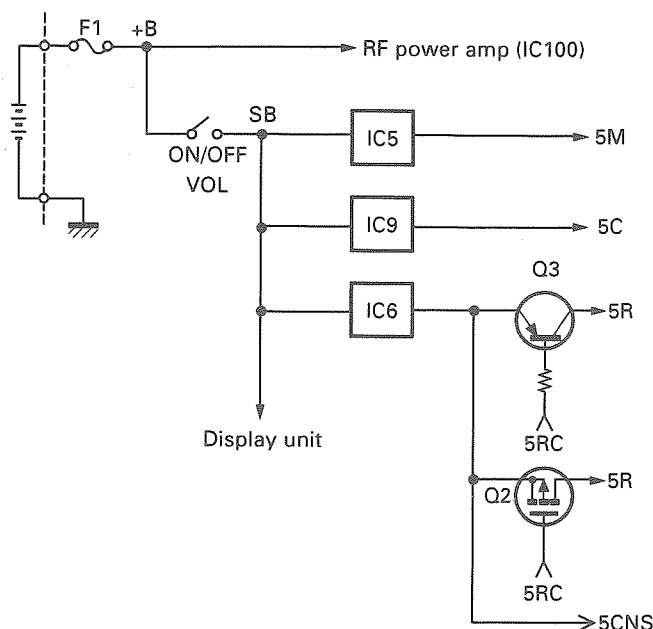 F1
+B
RF power amp (IC100)
SB
ON/OFF
VOL
IC5
5M
IC9
5C
Q3
IC6
5R
Display unit
5RC
Q2
5R
5RC
5CNS